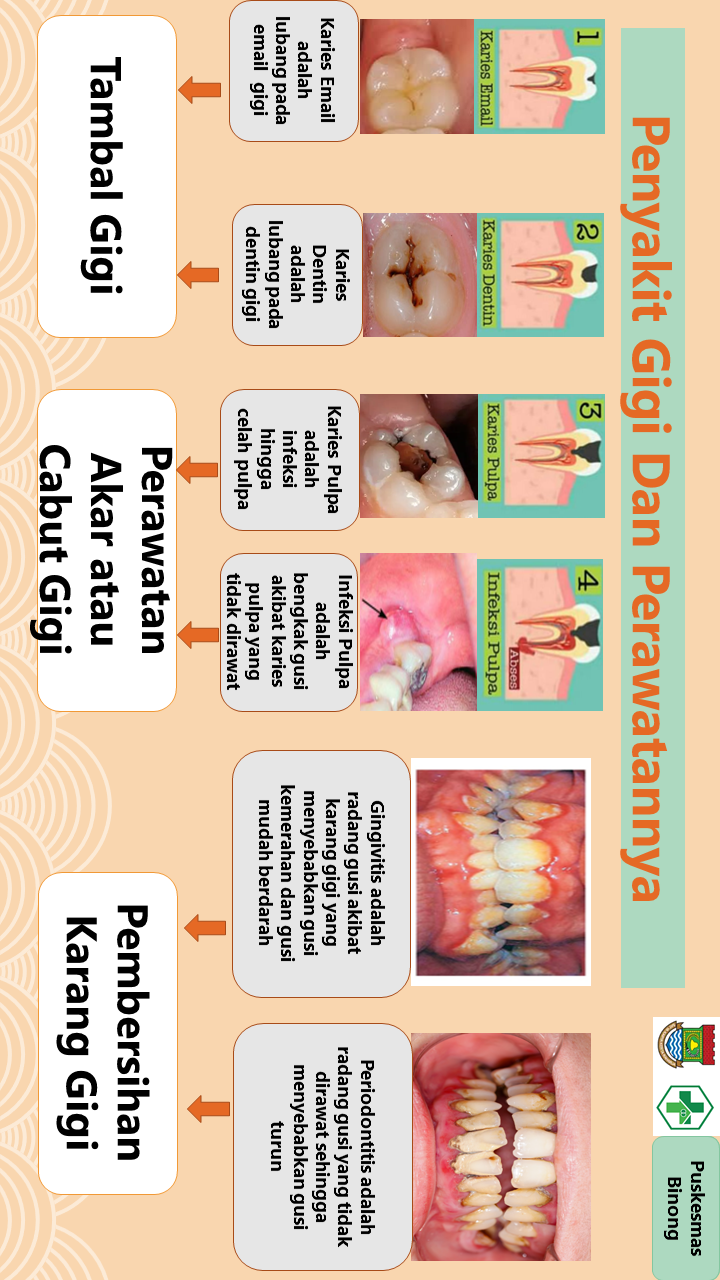 Penyakit Gigi Dan Perawatannya
Puskesmas
Binong
1
Karies Email
2
Karies Dentin
3
Karies Pulpa
4
Abses
Infeksi Pulpa
Karies Email
adalah
lubang pada
email gigi
Karies
Dentin
adalah
lubang pada
dentin gigi
Karies Pulpa
adalah
infeksi
hingga
celah pulpa
Infeksi Pulpa
adalah
bengkak gusi
akibat karies
pulpa yang
tidak dirawat
Gingivitis adalah
radang gusi akibat
karang gigi yang
menyebabkan gusi
kemerahan dan gusi
mudah berdarah
Periodontitis adalah
radang gusi yang tidak
dirawat sehingga
menyebabkan gusi
turun
Tambal Gigi
Perawatan
Akar atau
Cabut Gigi
Pembersihan
Karang Gigi